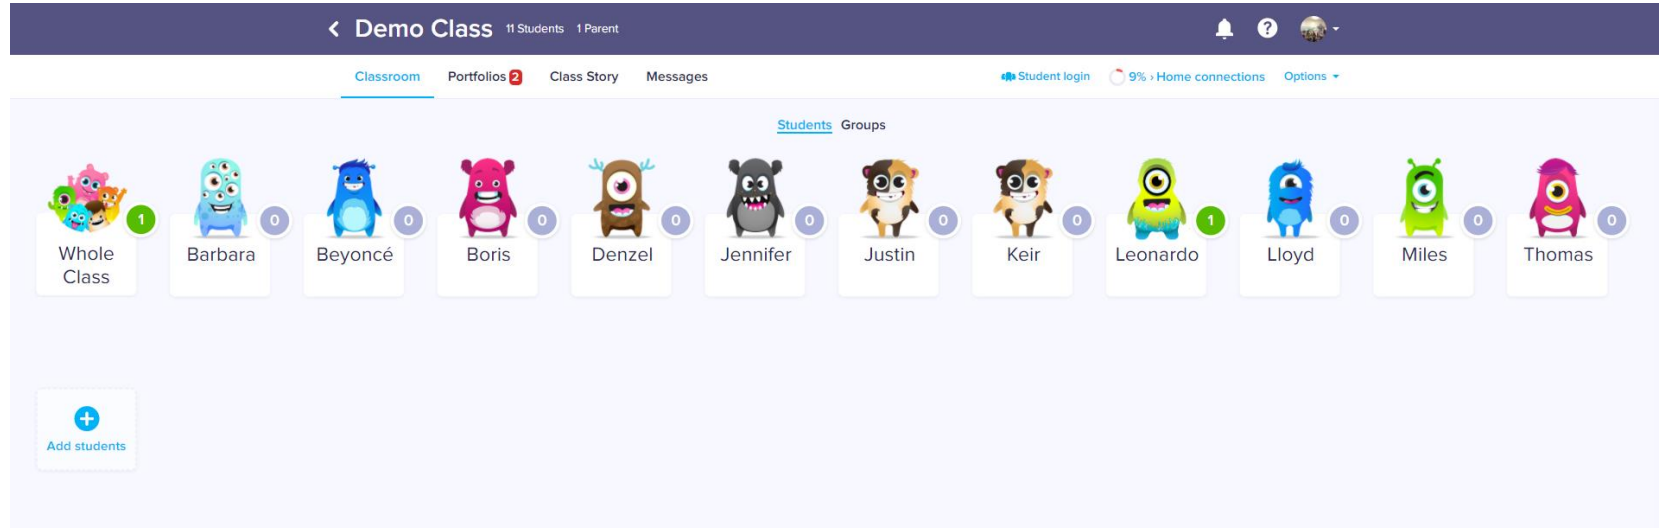 Demo Class 11 Students 1 Parent
?
Classroom Portfolios 2 Class Story Messages
Student login 9% › Home connections Options
Students Groups
1 0 0 0 0 0 0 0 1 0 0 0
Whole Class Barbara Beyoncé Boris Denzel Jennifer Justin Keir Leonardo Lloyd Miles Thomas
Add students